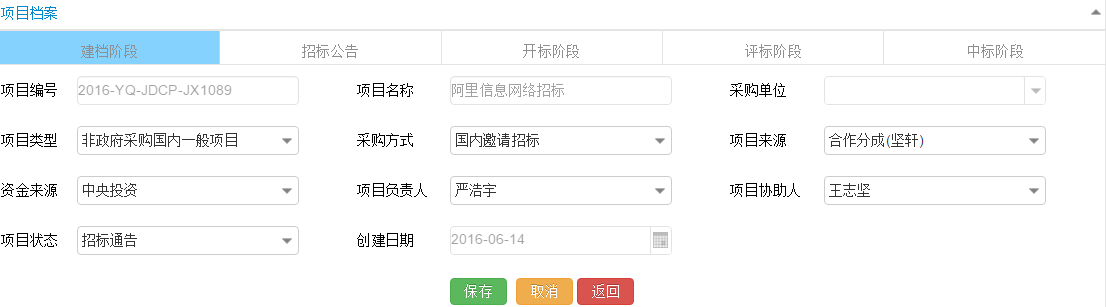 项目档案
建档阶段 招标公告 开标阶段 评标阶段 中标阶段
项目编号 2016-YQ-JDCP-JX1089 项目名称 阿里信息网络招标 采购单位
项目类型 非政府采购国内一般项目 采购方式 国内邀请招标 项目来源 合作分成(坚轩)
资金来源 中央投资 项目负责人 严浩宇 项目协助人 王志坚
项目状态 招标通告 创建日期 2016-06-14
保存 取消 返回